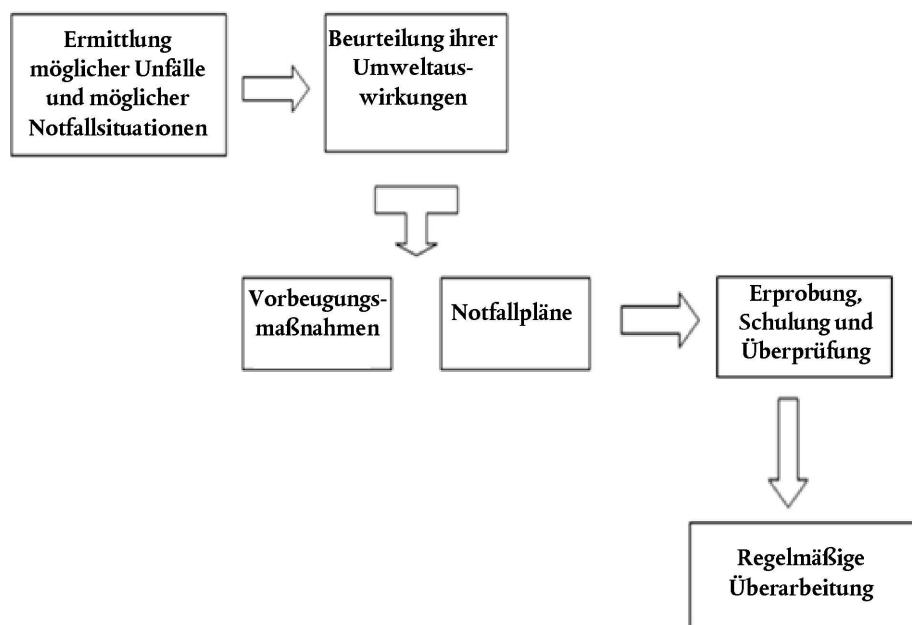 Ermittlung
möglicher Unfälle
und möglicher
Notfallsituationen
Beurteilung ihrer
Umweltaus-
wirkungen
Vorbeugungs-
maßnahmen
Notfallpläne
Erprobung,
Schulung und
Überprüfung
Regelmäßige
Überarbeitung